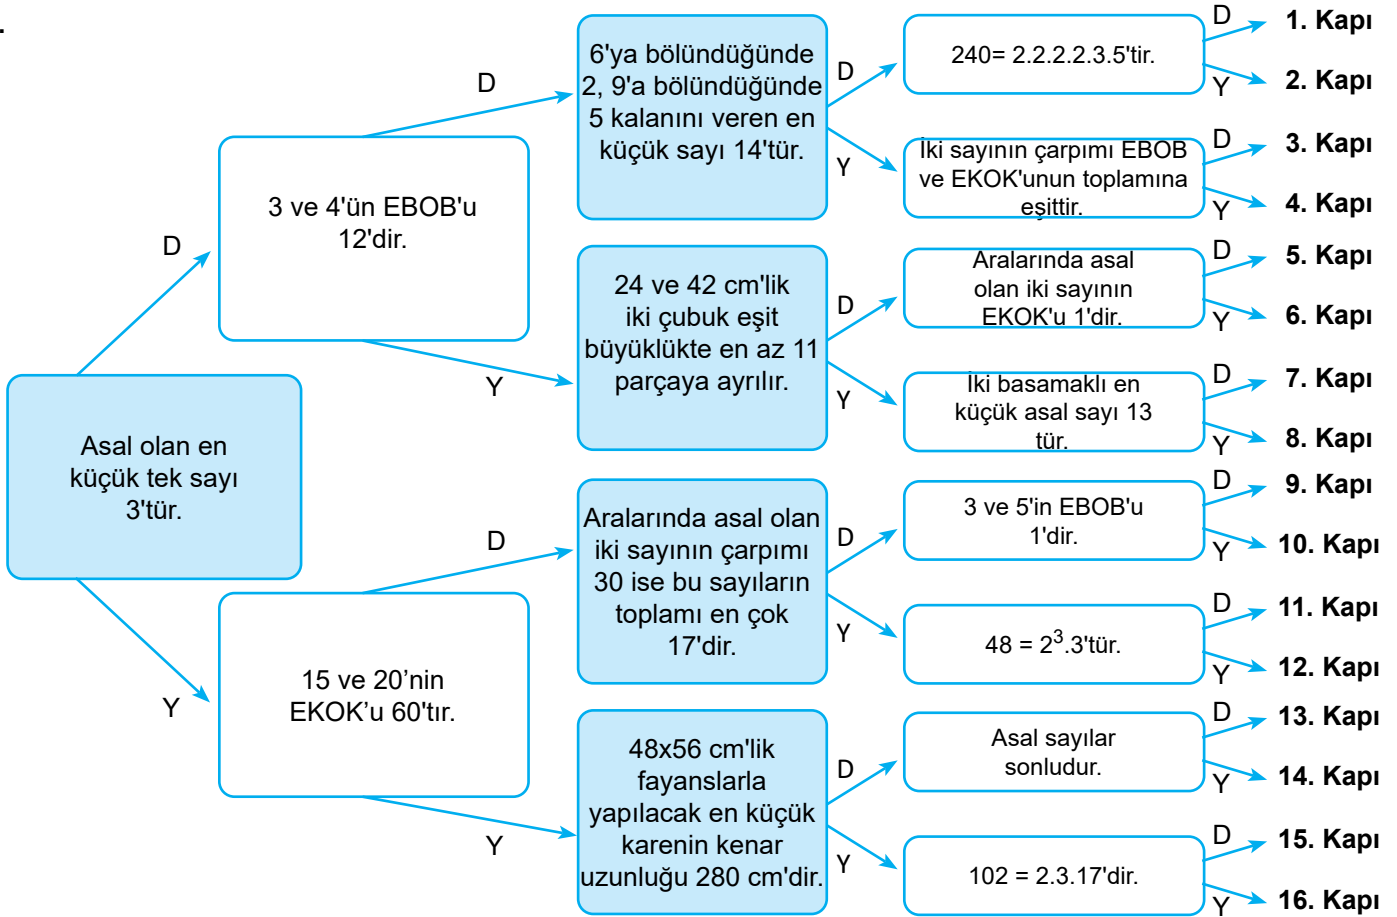 .
Asal olan en
küçük tek sayı
3'tür.
D
Y
3 ve 4'ün EBOB'u
12'dir.
D
Y
15 ve 20’nin
EKOK’u 60'tır.
D
Y
6'ya bölündüğünde
2, 9'a bölündüğünde
5 kalanını veren en
küçük sayı 14'tür.
D
Y
24 ve 42 cm'lik
iki çubuk eşit
büyüklükte en az 11
parçaya ayrılır.
D
Y
Aralarında asal olan
iki sayının çarpımı
30 ise bu sayıların
toplamı en çok
17'dir.
D
Y
48x56 cm'lik
fayanslarla
yapılacak en küçük
karenin kenar
uzunluğu 280 cm'dir.
D
Y
240= 2.2.2.2.3.5'tir.
D 1. Kapı
Y 2. Kapı
İki sayının çarpımı EBOB
ve EKOK'unun toplamına
eşittir.
D 3. Kapı
Y 4. Kapı
Aralarında asal
olan iki sayının
EKOK'u 1'dir.
D 5. Kapı
Y 6. Kapı
İki basamaklı en
küçük asal sayı 13
tür.
D 7. Kapı
Y 8. Kapı
3 ve 5'in EBOB'u
1'dir.
D 9. Kapı
Y 10. Kapı
48 = 2³.3'tür.
D 11. Kapı
Y 12. Kapı
Asal sayılar
sonludur.
D 13. Kapı
Y 14. Kapı
102 = 2.3.17'dir.
D 15. Kapı
Y 16. Kapı